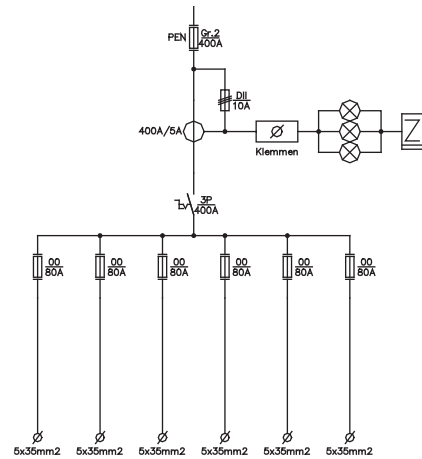 PEN
Gr.2
400A
DII
10A
400A/5A
Klemmen
Z
3P
400A
00
80A
00
80A
00
80A
00
80A
00
80A
00
80A
5x35mm2
5x35mm2
5x35mm2
5x35mm2
5x35mm2
5x35mm2